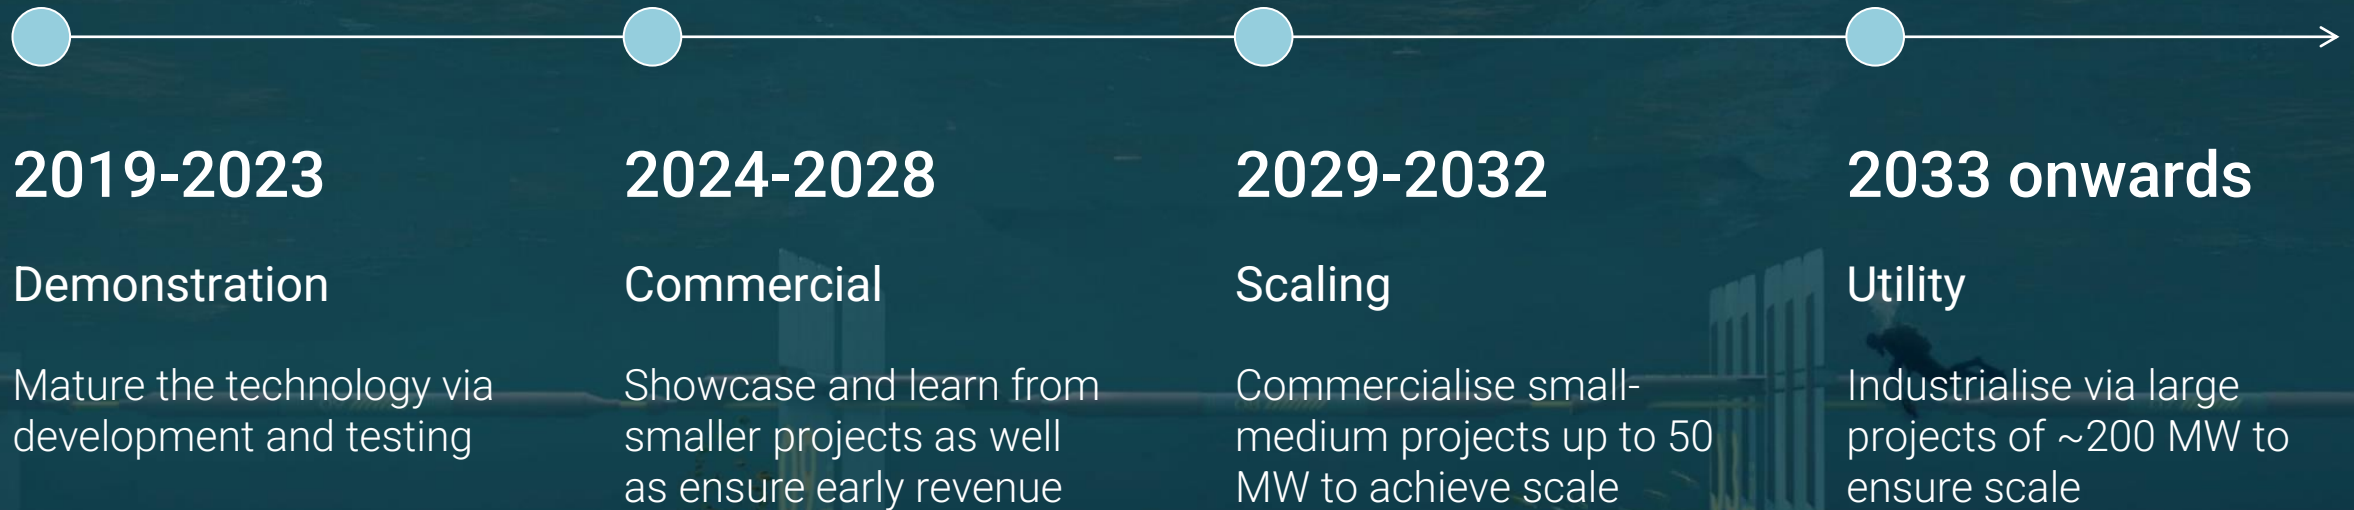 2019-2023
Demonstration
Mature the technology via
development and testing
2024-2028
Commercial
Showcase and learn from
smaller projects as well
as ensure early revenue
2029-2032
Scaling
Commercialise small-
medium projects up to 50
MW to achieve scale
2033 onwards
Utility
Industrialise via large
projects of ~200 MW to
ensure scale